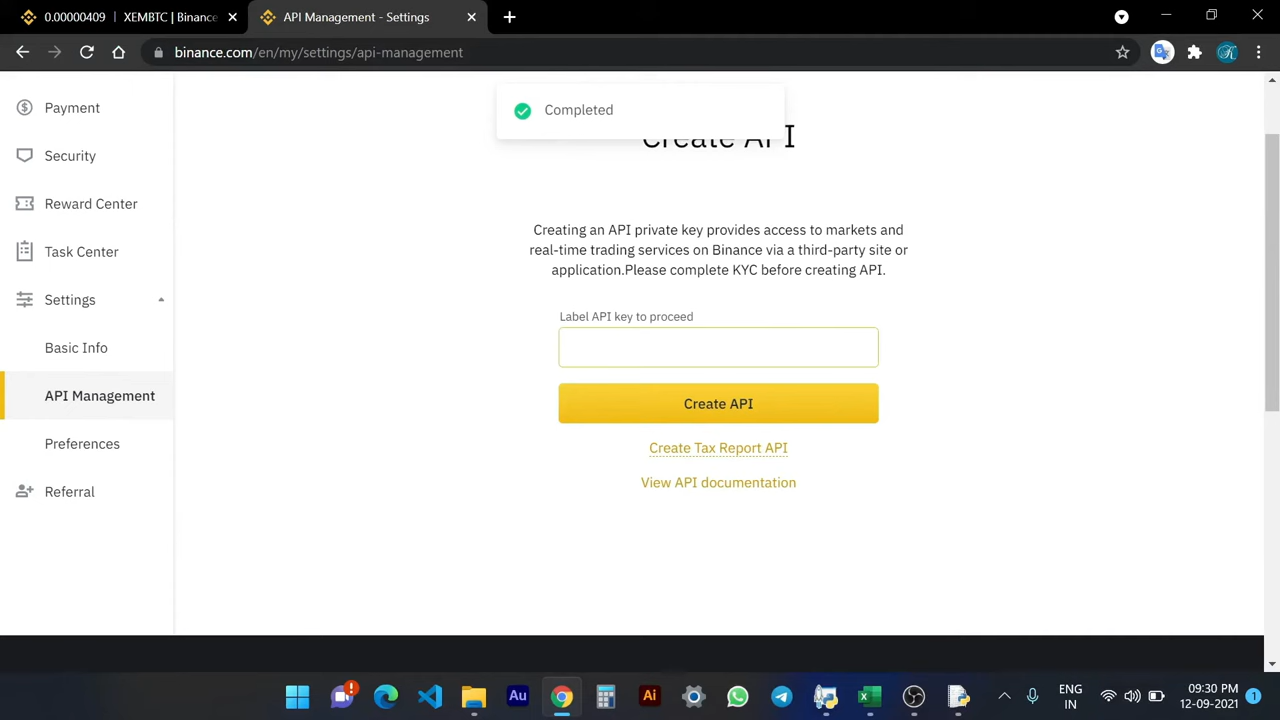 0.00000409 | XEMBTC | Binance
API Management - Settings
binance.com/en/my/settings/api-management
Payment
Security
Reward Center
Task Center
Settings
Basic Info
API Management
Preferences
Referral
Completed
Create API
Creating an API private key provides access to markets and
real-time trading services on Binance via a third-party site or
application.Please complete KYC before creating API.
Label API key to proceed
Create API
Create Tax Report API
View API documentation
Au
Ai
ENG
IN
09:30 PM
12-09-2021
1